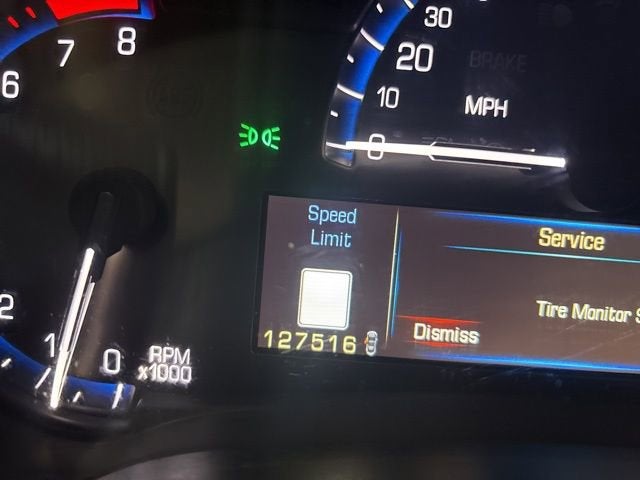 30
20
10
0
MPH
BRAKE
8
7
6
2
1
0
RPM
x1000
Speed
Limit
127516
Service
Tire Monitor S
Dismiss